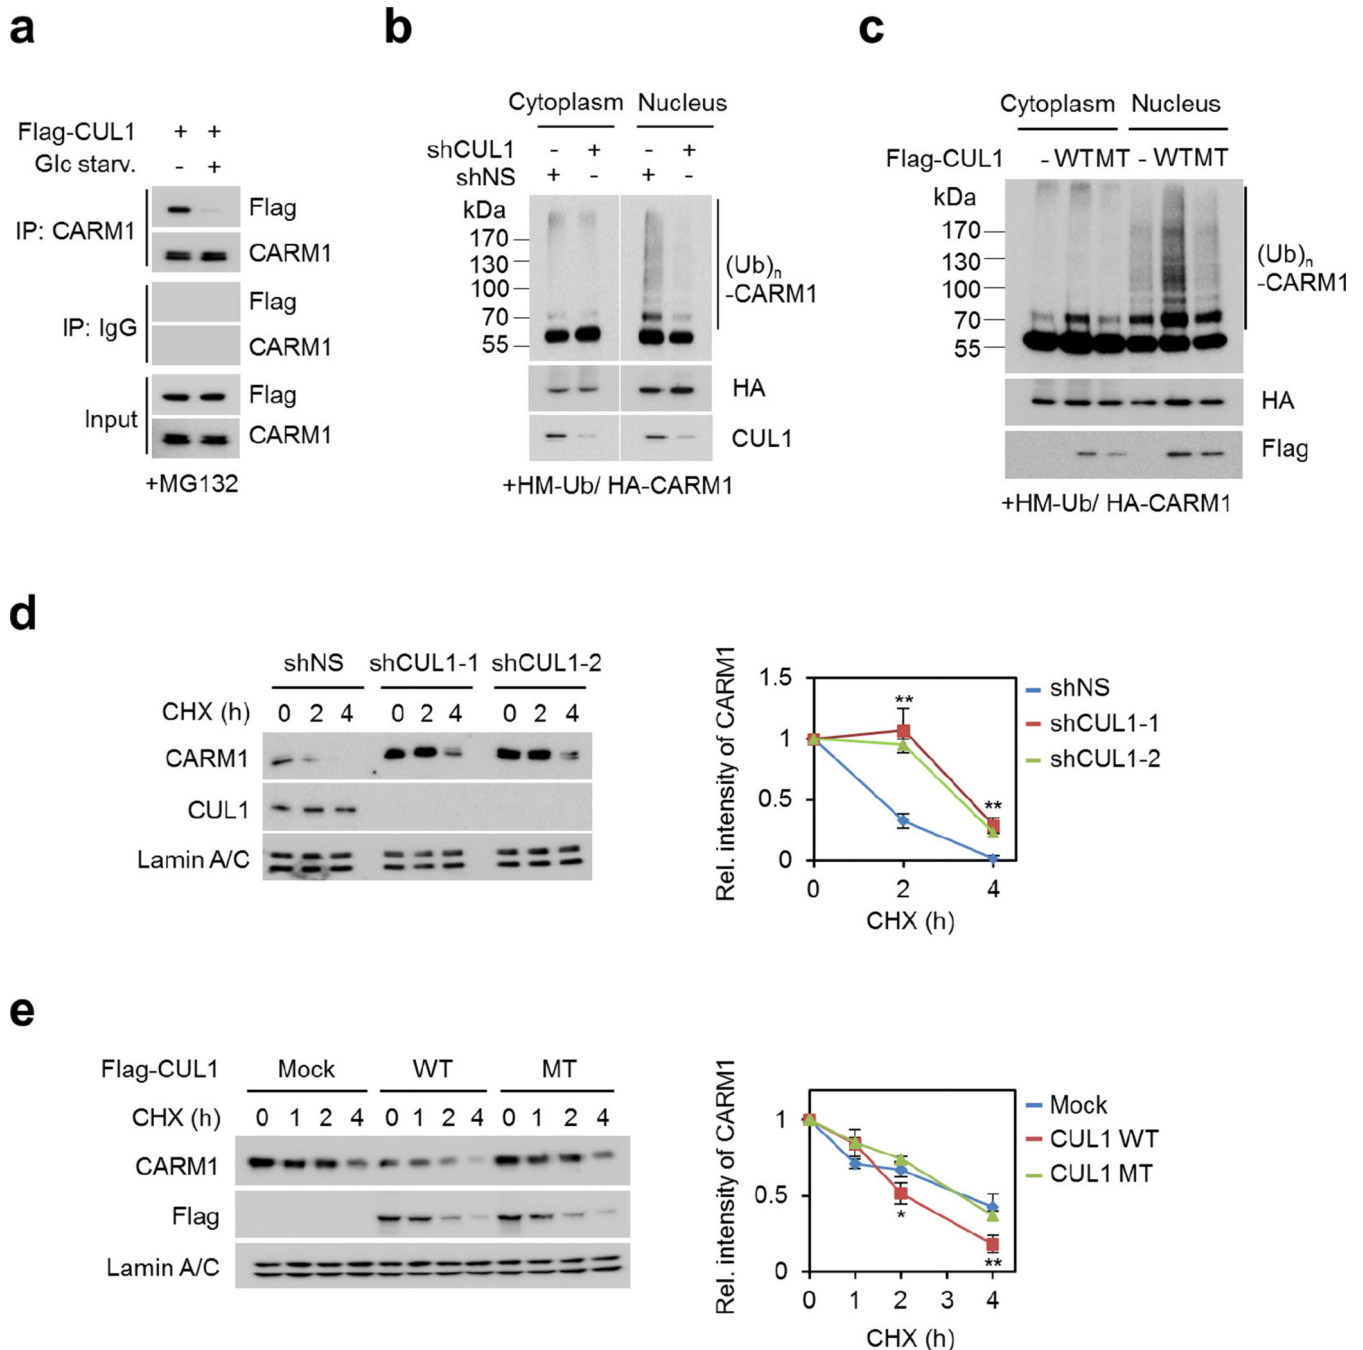 a
Flag-CUL1 + +
Glc starv. - +
IP: CARM1
Flag
CARM1
IP: IgG
Flag
CARM1
Input
Flag
CARM1
+MG132
b
Cytoplasm Nucleus
shCUL1 - + - +
shNS + - + -
kDa
170
130
100
70
55
(Ub)n
-CARM1
HA
CUL1
+HM-Ub/ HA-CARM1
c
Cytoplasm Nucleus
Flag-CUL1 - WT MT - WT MT
kDa
170
130
100
70
55
(Ub)n
-CARM1
HA
Flag
+HM-Ub/ HA-CARM1
d
shNS shCUL1-1 shCUL1-2
CHX (h) 0 2 4 0 2 4 0 2 4
CARM1
CUL1
Lamin A/C
Rel. intensity of CARM1
1.5
1
0.5
0
**
**
0 2 4
CHX (h)
shNS
shCUL1-1
shCUL1-2
e
Flag-CUL1 Mock WT MT
CHX (h) 0 1 2 4 0 1 2 4 0 1 2 4
CARM1
Flag
Lamin A/C
Rel. intensity of CARM1
1
0.5
0
*
**
0 1 2 3 4
CHX (h)
Mock
CUL1 WT
CUL1 MT